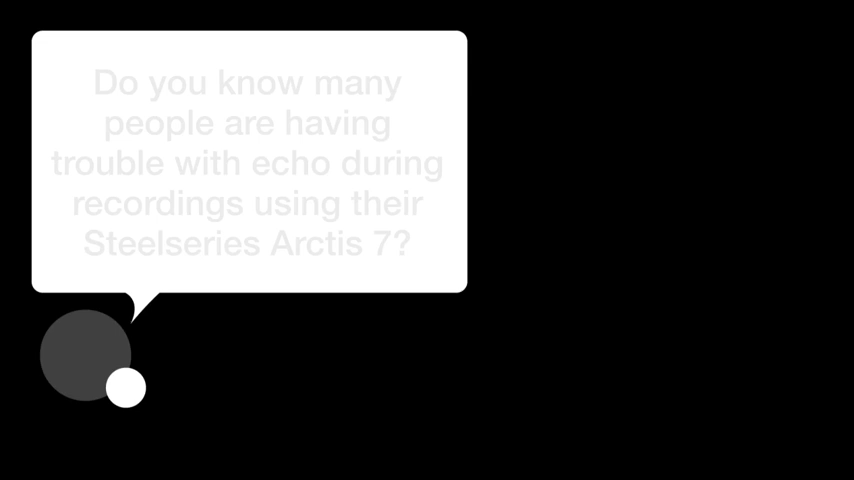 Do you know many
people are having
trouble with echo during
recordings using their
Steelseries Arctis 7?